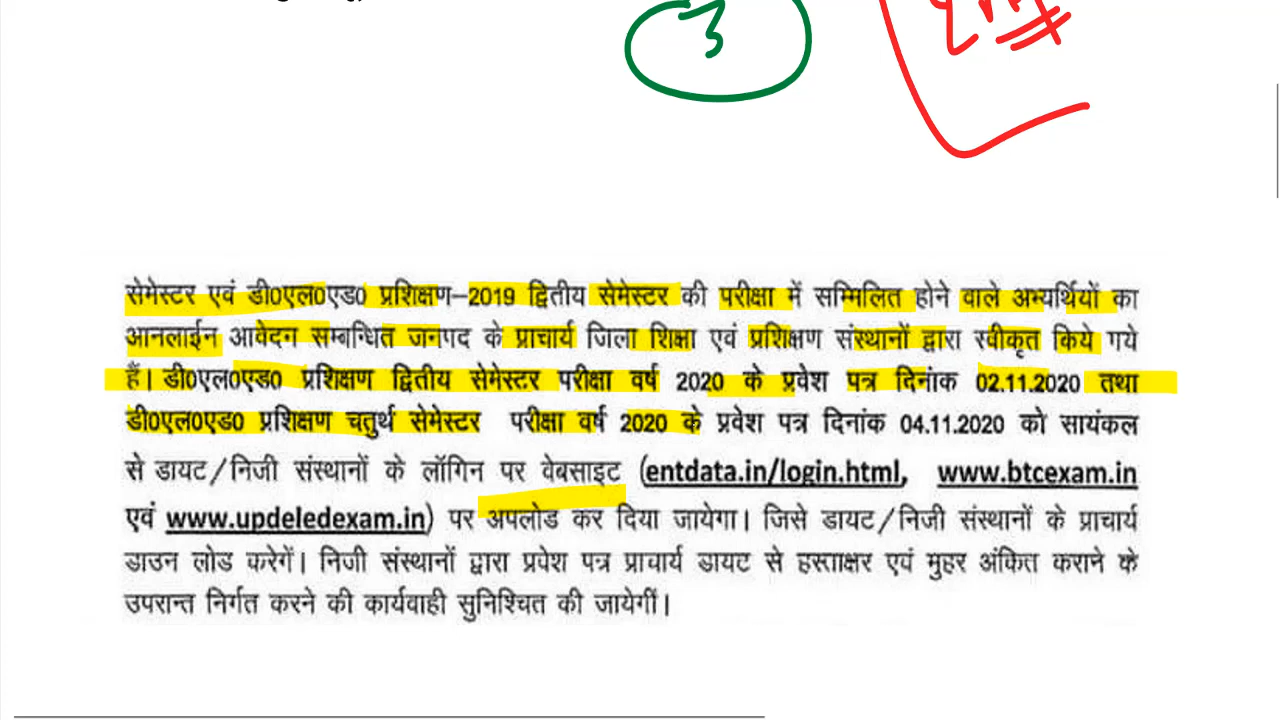 3
सेमेस्टर एवं डी0एल0एड0 प्रशिक्षण–2019 द्वितीय सेमेस्टर की परीक्षा में सम्मिलित होने वाले अभ्यर्थियों का
आनलाईन आवेदन सम्बन्धित जनपद के प्राचार्य जिला शिक्षा एवं प्रशिक्षण संस्थानों द्वारा स्वीकृत किये गये
हैं। डी0एल0एड0 प्रशिक्षण द्वितीय सेमेस्टर परीक्षा वर्ष 2020 के प्रवेश पत्र दिनांक 02.11.2020 तथा
डी0एल0एड0 प्रशिक्षण चतुर्थ सेमेस्टर परीक्षा वर्ष 2020 के प्रवेश पत्र दिनांक 04.11.2020 को सायंकल
से डायट/निजी संस्थानों के लॉगिन पर वेबसाइट (entdata.in/login.html, www.btcexam.in
एवं www.updeledexam.in) पर अपलोड कर दिया जायेगा। जिसे डायट/निजी संस्थानों के प्राचार्य
डाउन लोड करेगें। निजी संस्थानों द्वारा प्रवेश पत्र प्राचार्य डायट से हस्ताक्षर एवं मुहर अंकित कराने के
उपरान्त निर्गत करने की कार्यवाही सुनिश्चित की जायेगीं।